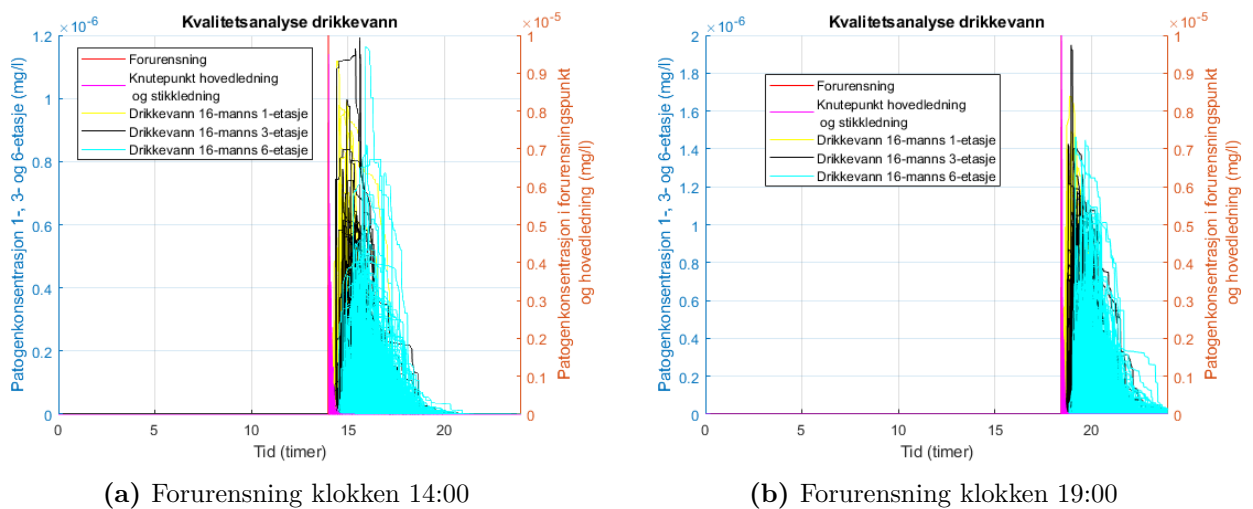 Kvalitetsanalyse drikkevann
×10⁻⁶
×10⁻⁵
Patogenkonsentrasjon 1-, 3- og 6-etasje (mg/l)
1.2
1
0.8
0.6
0.4
0.2
0
Forurensning
Knutepunkt hovedledning
og stikkledning
Drikkevann 16-manns 1-etasje
Drikkevann 16-manns 3-etasje
Drikkevann 16-manns 6-etasje
1
0.9
0.8
0.7
0.6
0.5
0.4
0.3
0.2
0.1
0
Patogenkonsentrasjon i forurensningspunkt
og hovedledning (mg/l)
0 5 10 15 20
Tid (timer)
(a) Forurensning klokken 14:00
Kvalitetsanalyse drikkevann
×10⁻⁶
×10⁻⁵
Patogenkonsentrasjon 1-, 3- og 6-etasje (mg/l)
2
1.8
1.6
1.4
1.2
1
0.8
0.6
0.4
0.2
0
Forurensning
Knutepunkt hovedledning
og stikkledning
Drikkevann 16-manns 1-etasje
Drikkevann 16-manns 3-etasje
Drikkevann 16-manns 6-etasje
1
0.9
0.8
0.7
0.6
0.5
0.4
0.3
0.2
0.1
0
Patogenkonsentrasjon i forurensningspunkt
og hovedledning (mg/l)
0 5 10 15 20
Tid (timer)
(b) Forurensning klokken 19:00